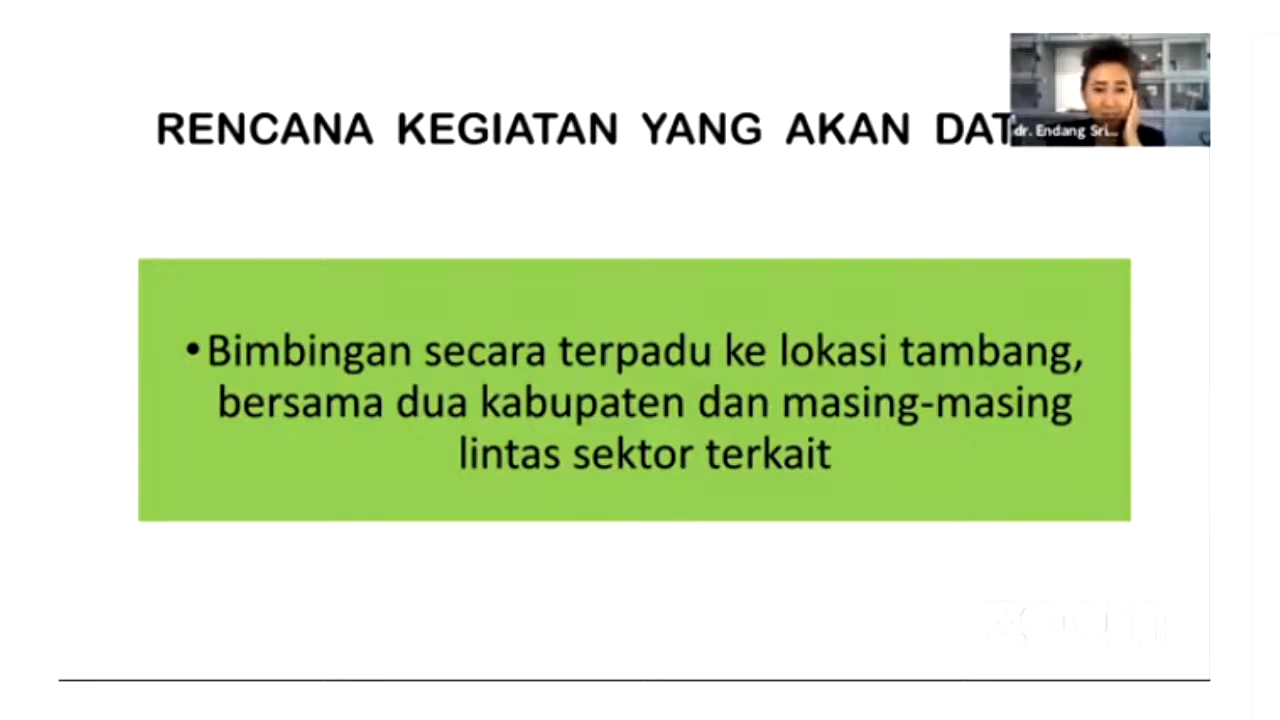 RENCANA KEGIATAN YANG AKAN DAT
dr. Endang Sri...
• Bimbingan secara terpadu ke lokasi tambang,
bersama dua kabupaten dan masing-masing
lintas sektor terkait
zoom